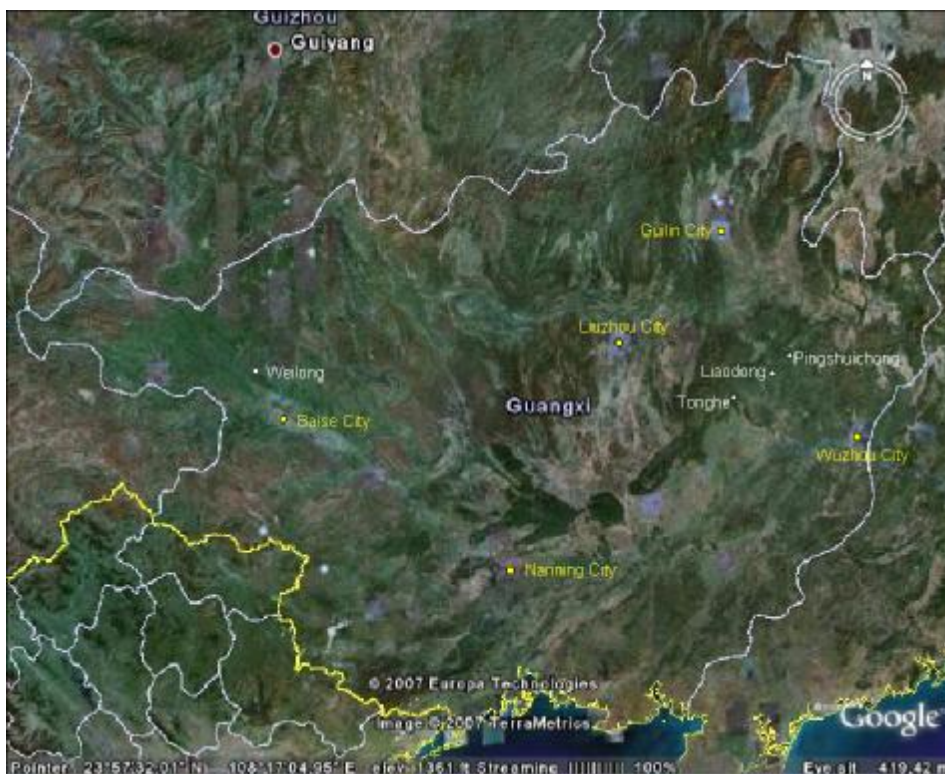 Guizhou
Guiyang
N
Guilin City
Liuzhou City
Pingshuichong
Weilong
Liaodong
Guangxi
Tonghe
Baise City
Wuzhou City
Nanning City
© 2007 Europa Technologies
Image © 2007 TerraMetrics
Google
Pointer 23°57'32.01" N 108°17'04.95" E elev 1361 ft Streaming |||||||||| 100% Eye alt 419.42